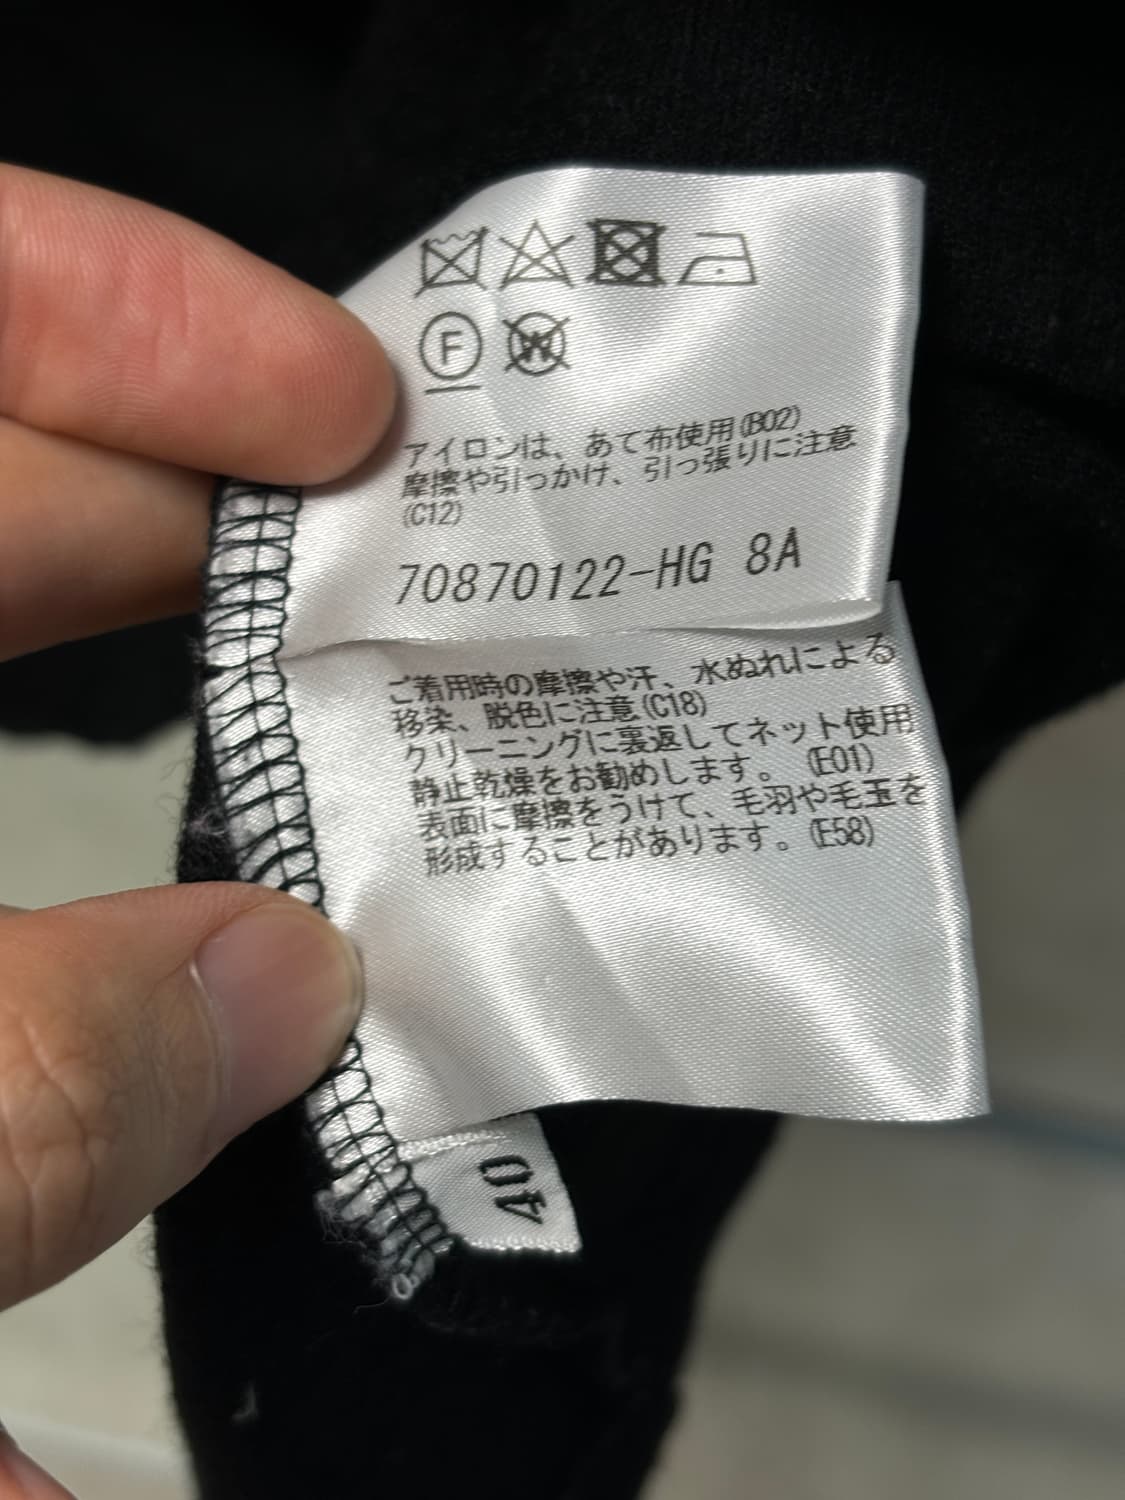 F
W
アイロンは、あて布使用(B02)
摩擦や引っかけ、引っ張りに注意
(C12)
70870122-HG 8A
ご着用時の摩擦や汗、水ぬれによる
移染、脱色に注意(C18)
クリーニングに裏返してネット使用
静止乾燥をお勧めします。(E01)
表面に摩擦をうけて、毛羽や毛玉を
形成することがあります。(E58)
40